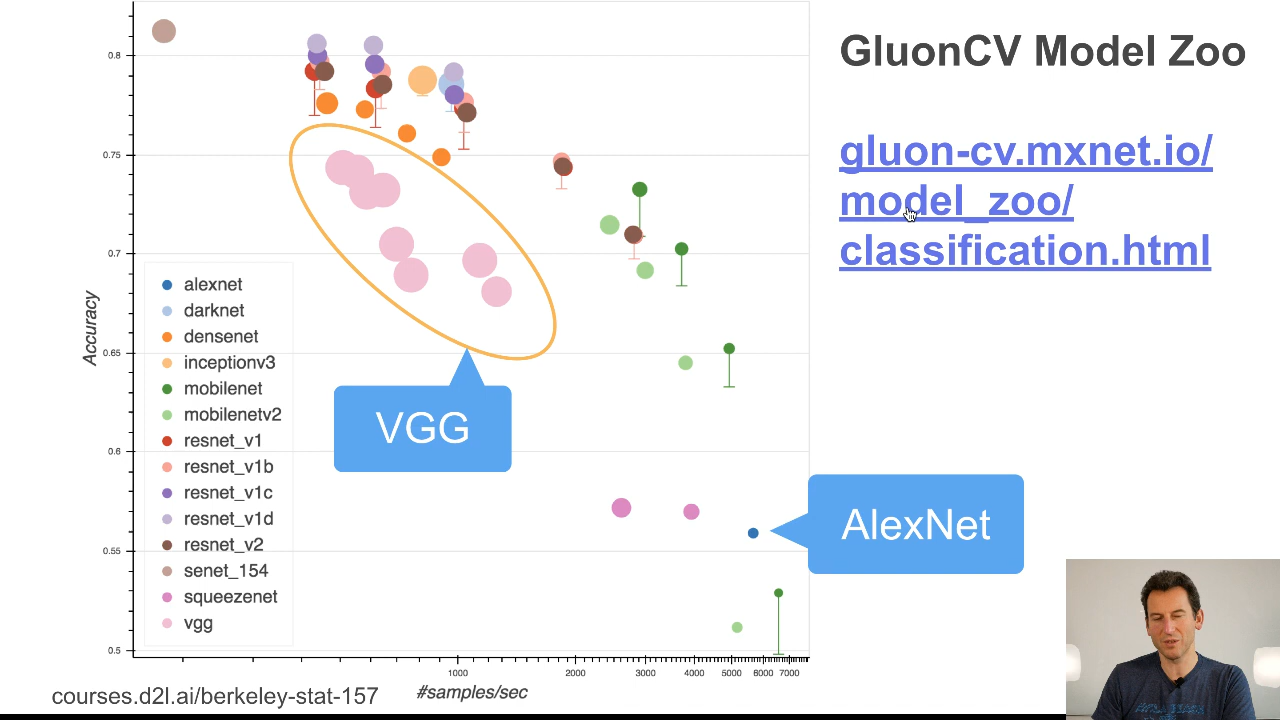 GluonCV Model Zoo
gluon-cv.mxnet.io/
model_zoo/
classification.html
0.8
0.75
0.7
0.65
0.6
0.55
0.5
Accuracy
alexnet
darknet
densenet
inceptionv3
mobilenet
mobilenetv2
resnet_v1
resnet_v1b
resnet_v1c
resnet_v1d
resnet_v2
senet_154
squeezenet
vgg
VGG
AlexNet
1000 2000 3000 4000 5000 6000 7000
#samples/sec
courses.d2l.ai/berkeley-stat-157